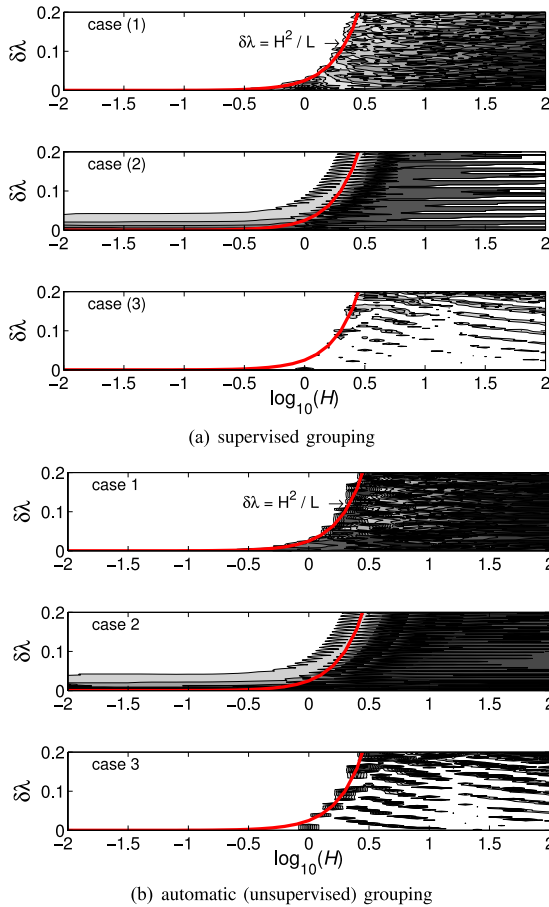 0.2
case (1)
δλ = H² / L
δλ
0.1
0
−2 −1.5 −1 −0.5 0 0.5 1 1.5 2
0.2
case (2)
δλ
0.1
0
−2 −1.5 −1 −0.5 0 0.5 1 1.5 2
0.2
case (3)
δλ
0.1
0
−2 −1.5 −1 −0.5 0 0.5 1 1.5 2
log₁₀(H)
(a) supervised grouping
0.2
case 1
δλ = H² / L
δλ
0.1
0
−2 −1.5 −1 −0.5 0 0.5 1 1.5 2
0.2
case 2
δλ
0.1
0
−2 −1.5 −1 −0.5 0 0.5 1 1.5 2
0.2
case 3
δλ
0.1
0
−2 −1.5 −1 −0.5 0 0.5 1 1.5 2
log₁₀(H)
(b) automatic (unsupervised) grouping